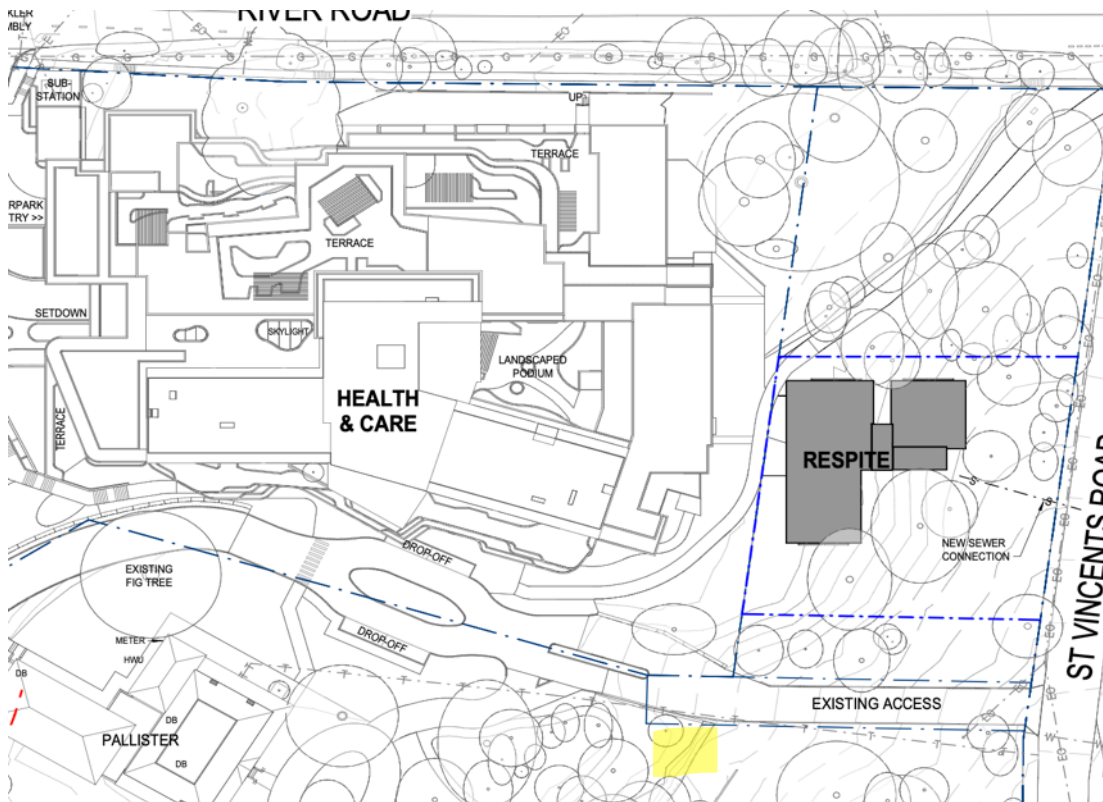 RIVER ROAD
KLER
MBLY
SUB-
STATION
UP
TERRACE
RPARK
TRY >>
TERRACE
SETDOWN
SKYLIGHT
LANDSCAPED
PODIUM
HEALTH
& CARE
TERRACE
RESPITE
NEW SEWER
CONNECTION
ST VINCENTS ROAD
DROP-OFF
EXISTING
FIG TREE
DROP-OFF
METER
HWU
DB
DB
DB
PALLISTER
EXISTING ACCESS